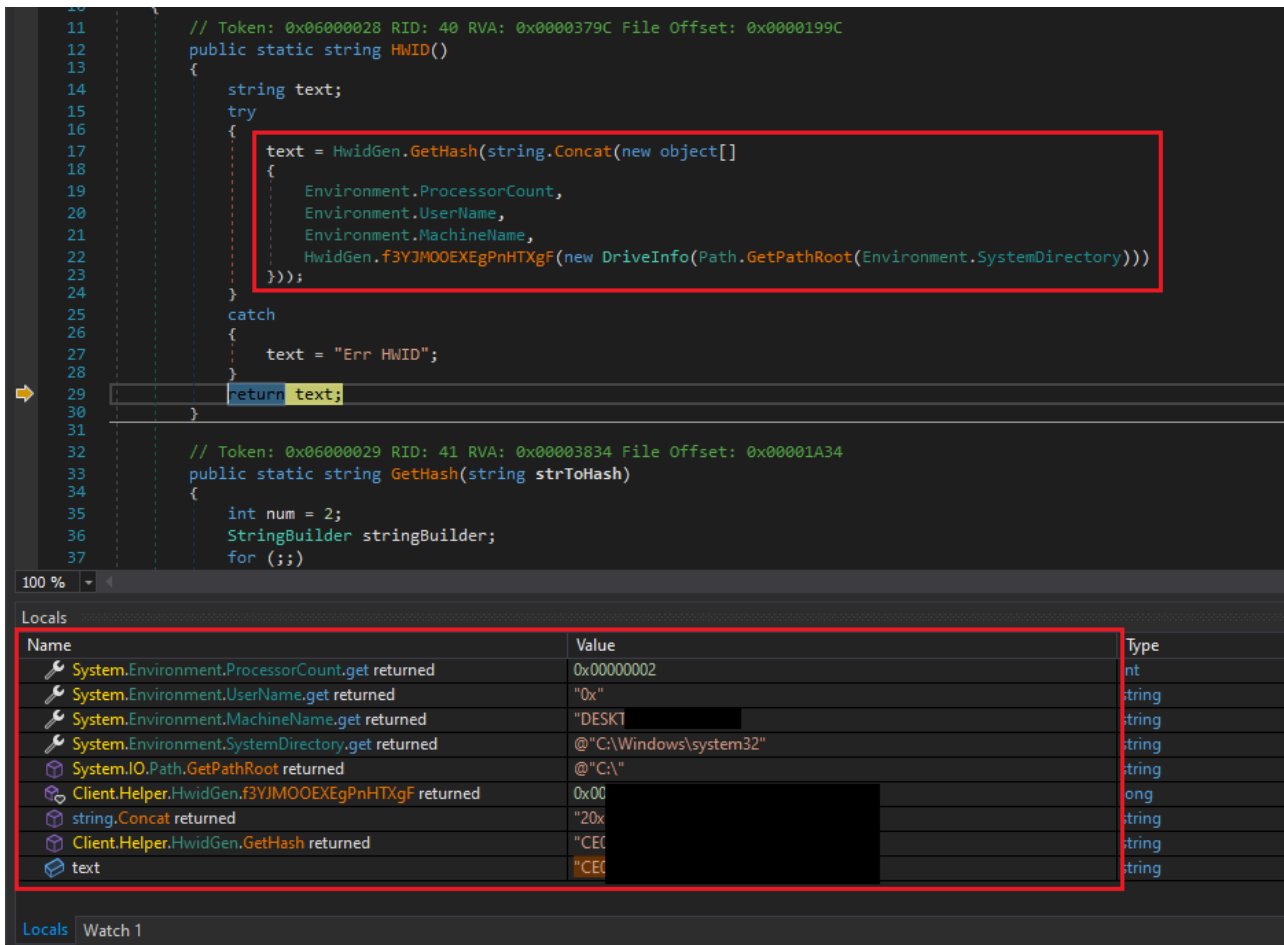 10 {
11 // Token: 0x06000028 RID: 40 RVA: 0x0000379C File Offset: 0x0000199C
12 public static string HWID()
13 {
14 string text;
15 try
16 {
17 text = HwidGen.GetHash(string.Concat(new object[]
18 {
19 Environment.ProcessorCount,
20 Environment.UserName,
21 Environment.MachineName,
22 HwidGen.f3YJMOOEXEgPnHTXgF(new DriveInfo(Path.GetPathRoot(Environment.SystemDirectory)))
23 }));
24 }
25 catch
26 {
27 text = "Err HWID";
28 }
29 return text;
30 }
31
32 // Token: 0x06000029 RID: 41 RVA: 0x00003834 File Offset: 0x00001A34
33 public static string GetHash(string strToHash)
34 {
35 int num = 2;
36 StringBuilder stringBuilder;
37 for (;;)
100 %
Locals
Name Value Type
System.Environment.ProcessorCount.get returned 0x00000002 int
System.Environment.UserName.get returned "0x" string
System.Environment.MachineName.get returned "DESKT string
System.Environment.SystemDirectory.get returned @"C:\Windows\system32" string
System.IO.Path.GetPathRoot returned @"C:\" string
Client.Helper.HwidGen.f3YJMOOEXEgPnHTXgF returned 0x00 long
string.Concat returned "20x string
Client.Helper.HwidGen.GetHash returned "CE0 string
text "CE0 string
Locals Watch 1